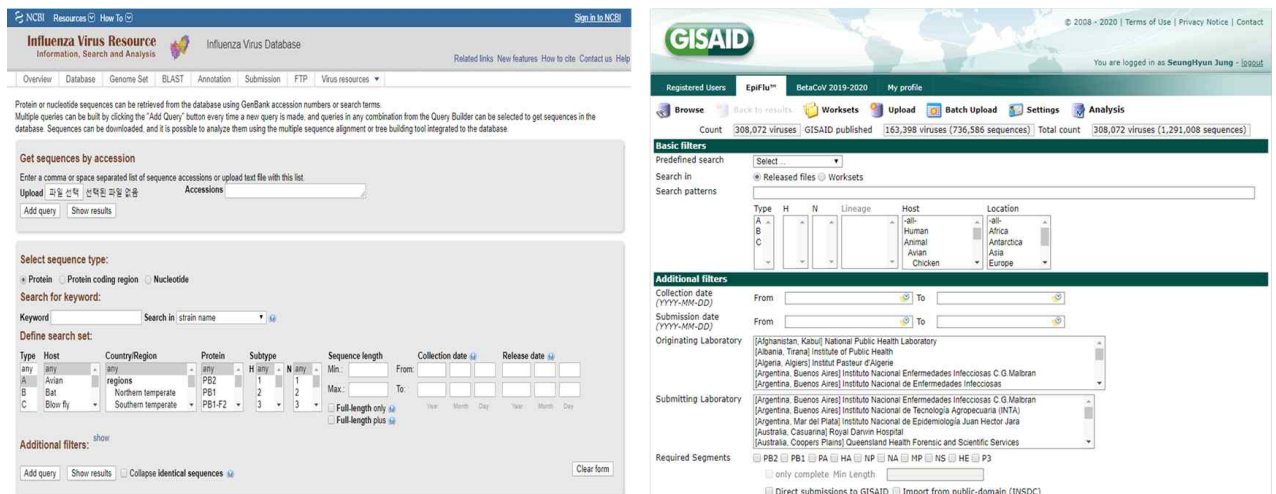 NCBI Resources How To Sign in to NCBI
Influenza Virus Resource
Information, Search and Analysis
Influenza Virus Database
Related links New features How to cite Contact us Help
Overview Database Genome Set BLAST Annotation Submission FTP Virus resources
Protein or nucleotide sequences can be retrieved from the database using GenBank accession numbers or search terms.
Multiple queries can by built by clicking the "Add Query" button every time a new query is made, and queries in any combination from the Query Builder can be selected to get sequences in the
database. Sequences can be downloaded, and it is possible to analyze them using the multiple sequence alignment or tree building tool integrated to the database.
Get sequences by accession
Enter a comma or space separated list of sequence accessions or upload text file with this list.
Upload 파일 선택 선택된 파일 없음 Accessions
Add query Show results
Select sequence type:
Protein Protein coding region Nucleotide
Search for keyword:
Keyword Search in strain name
Define search set:
Type Host Country/Region Protein Subtype Sequence length Collection date Release date
any any any any H any N any Min.: From:
A Avian regions PB2 1 1
B Bat Northern temperate PB1 2 2 Max.: To:
C Blow fly Southern temperate PB1-F2 3 3
Year Month Day Year Month Day
Full-length only
Full-length plus
Additional filters: show
Add query Show results Collapse identical sequences Clear form
© 2008 - 2020 | Terms of Use | Privacy Notice | Contact
GISAID
You are logged in as SeungHyun Jung - logout
Registered Users EpiFlu™ BetaCoV 2019-2020 My profile
Browse Back to results Worksets Upload Batch Upload Settings Analysis
Count 308,072 viruses GISAID published 163,398 viruses (736,586 sequences) Total count 308,072 viruses (1,291,008 sequences)
Basic filters
Predefined search Select ..
Search in Released files Worksets
Search patterns
Type H N Lineage Host Location
A -all- -all-
B Human Africa
C Animal Antarctica
Avian Asia
Chicken Europe
Additional filters
Collection date
(YYYY-MM-DD) From To
Submission date
(YYYY-MM-DD) From To
Originating Laboratory [Afghanistan, Kabul] National Public Health Laboratory
[Albania, Tirana] Institute of Public Health
[Algeria, Algiers] Institut Pasteur d'Algerie
[Argentina, Buenos Aires] Instituto Nacional Enfermedades Infecciosas C.G.Malbran
[Argentina, Buenos Aires] Instituto Nacional de Enfermedades Infecciosas
Submitting Laboratory [Argentina, Buenos Aires] Instituto Nacional Enfermedades Infecciosas C.G.Malbran
[Argentina, Buenos Aires] Instituto Nacional de Tecnología Agropecuaria (INTA)
[Argentina, Mar del Plata] Instituto Nacional de Epidemiología Juan Hector Jara
[Australia, Casuarina] Royal Darwin Hospital
[Australia, Coopers Plains] Queensland Health Forensic and Scientific Services
Required Segments PB2 PB1 PA HA NP NA MP NS HE P3
only complete Min Length
Direct submissions to GISAID Import from public-domain (INSDC)